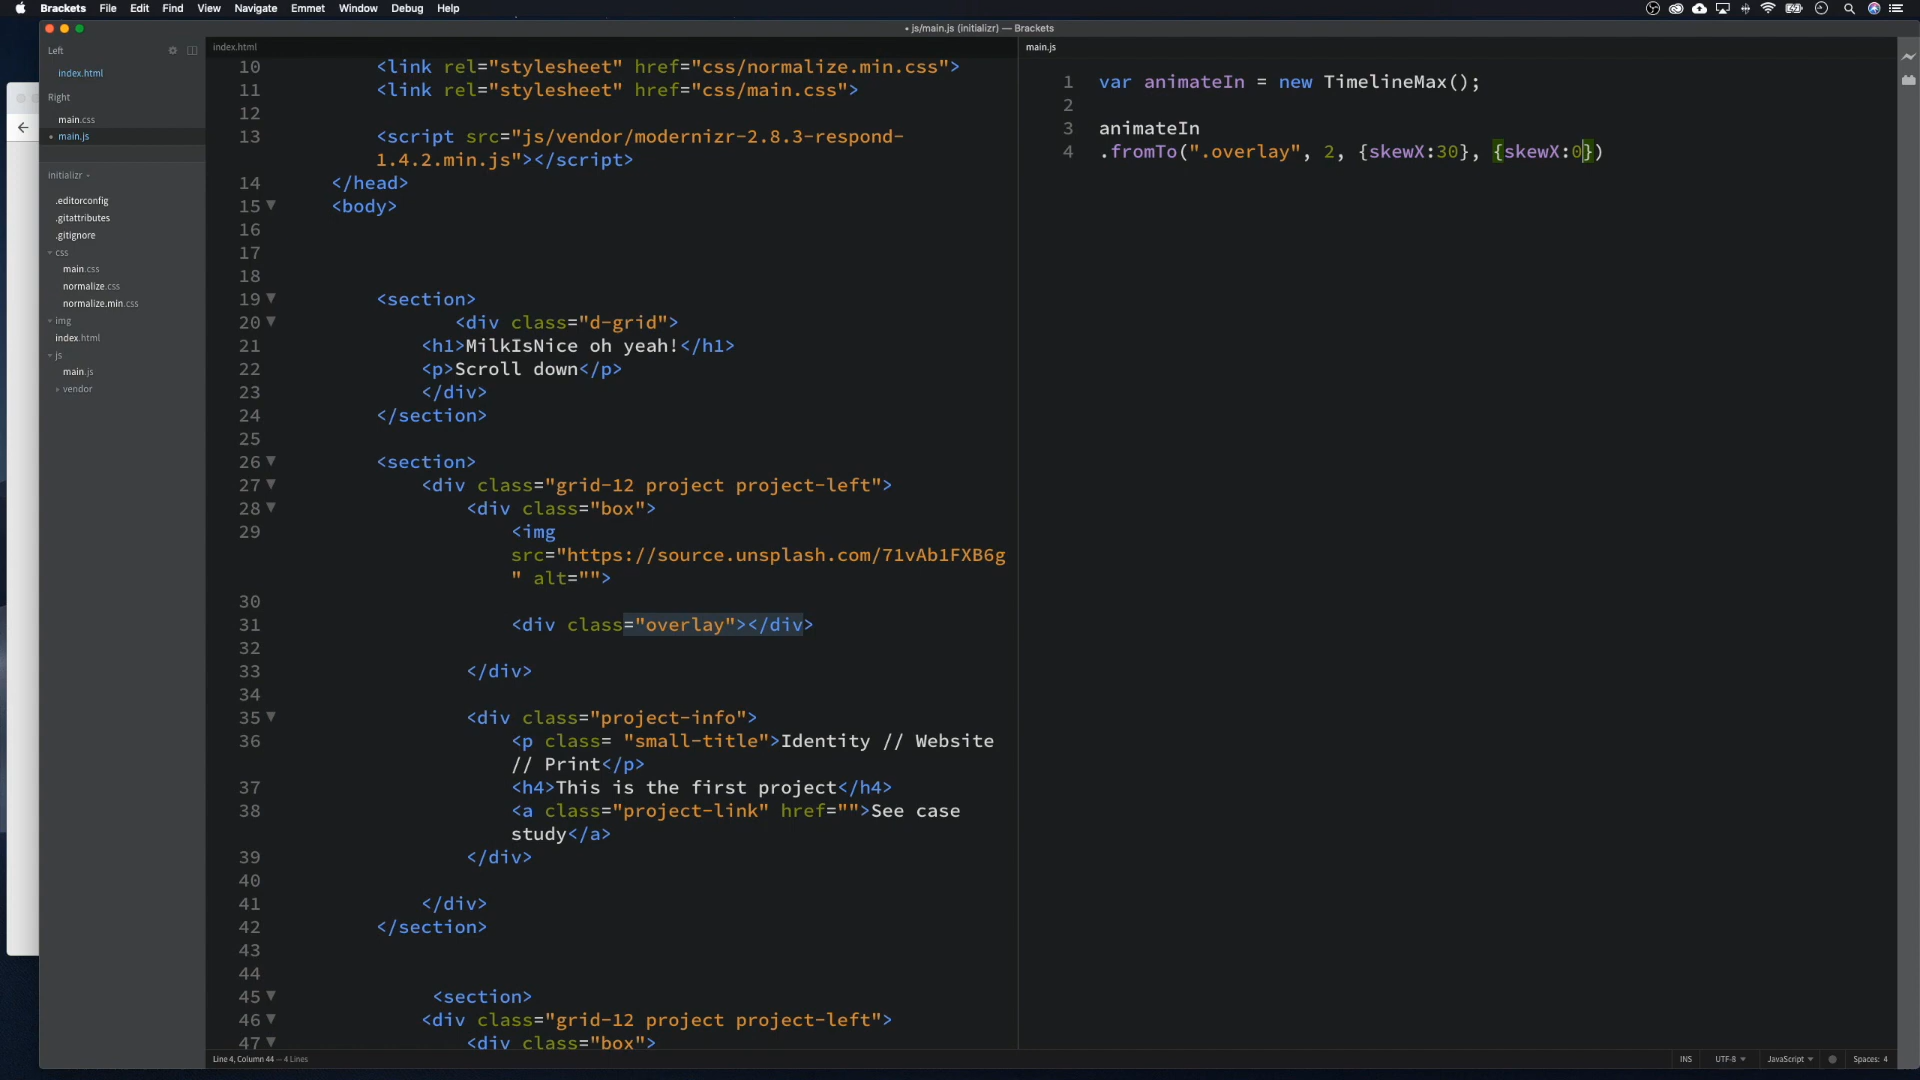 Brackets File Edit Find View Navigate Emmet Window Debug Help
• js/main.js (initializr) — Brackets
Left
index.html
Right
main.css
• main.js
initializr
.editorconfig
.gitattributes
.gitignore
css
main.css
normalize.css
normalize.min.css
img
index.html
js
main.js
vendor
index.html
10 <link rel="stylesheet" href="css/normalize.min.css">
11 <link rel="stylesheet" href="css/main.css">
12
13 <script src="js/vendor/modernizr-2.8.3-respond-
1.4.2.min.js"></script>
14 </head>
15 <body>
16
17
18
19 <section>
20 <div class="d-grid">
21 <h1>MilkIsNice oh yeah!</h1>
22 <p>Scroll down</p>
23 </div>
24 </section>
25
26 <section>
27 <div class="grid-12 project project-left">
28 <div class="box">
29 <img
src="https://source.unsplash.com/71vAb1FXB6g
" alt="">
30
31 <div class="overlay"></div>
32
33 </div>
34
35 <div class="project-info">
36 <p class= "small-title">Identity // Website
// Print</p>
37 <h4>This is the first project</h4>
38 <a class="project-link" href="">See case
study</a>
39 </div>
40
41 </div>
42 </section>
43
44
45 <section>
46 <div class="grid-12 project project-left">
47 <div class="box">
main.js
1 var animateIn = new TimelineMax();
2
3 animateIn
4 .fromTo(".overlay", 2, {skewX:30}, {skewX:0})
Line 4, Column 44 — 4 Lines
INS UTF-8 JavaScript Spaces: 4